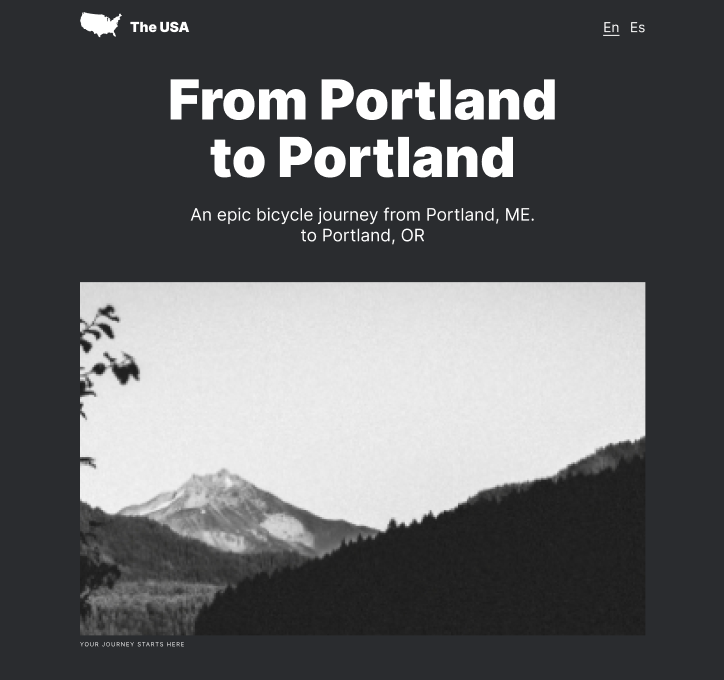 The USA
En Es
From Portland
to Portland
An epic bicycle journey from Portland, ME.
to Portland, OR
YOUR JOURNEY STARTS HERE